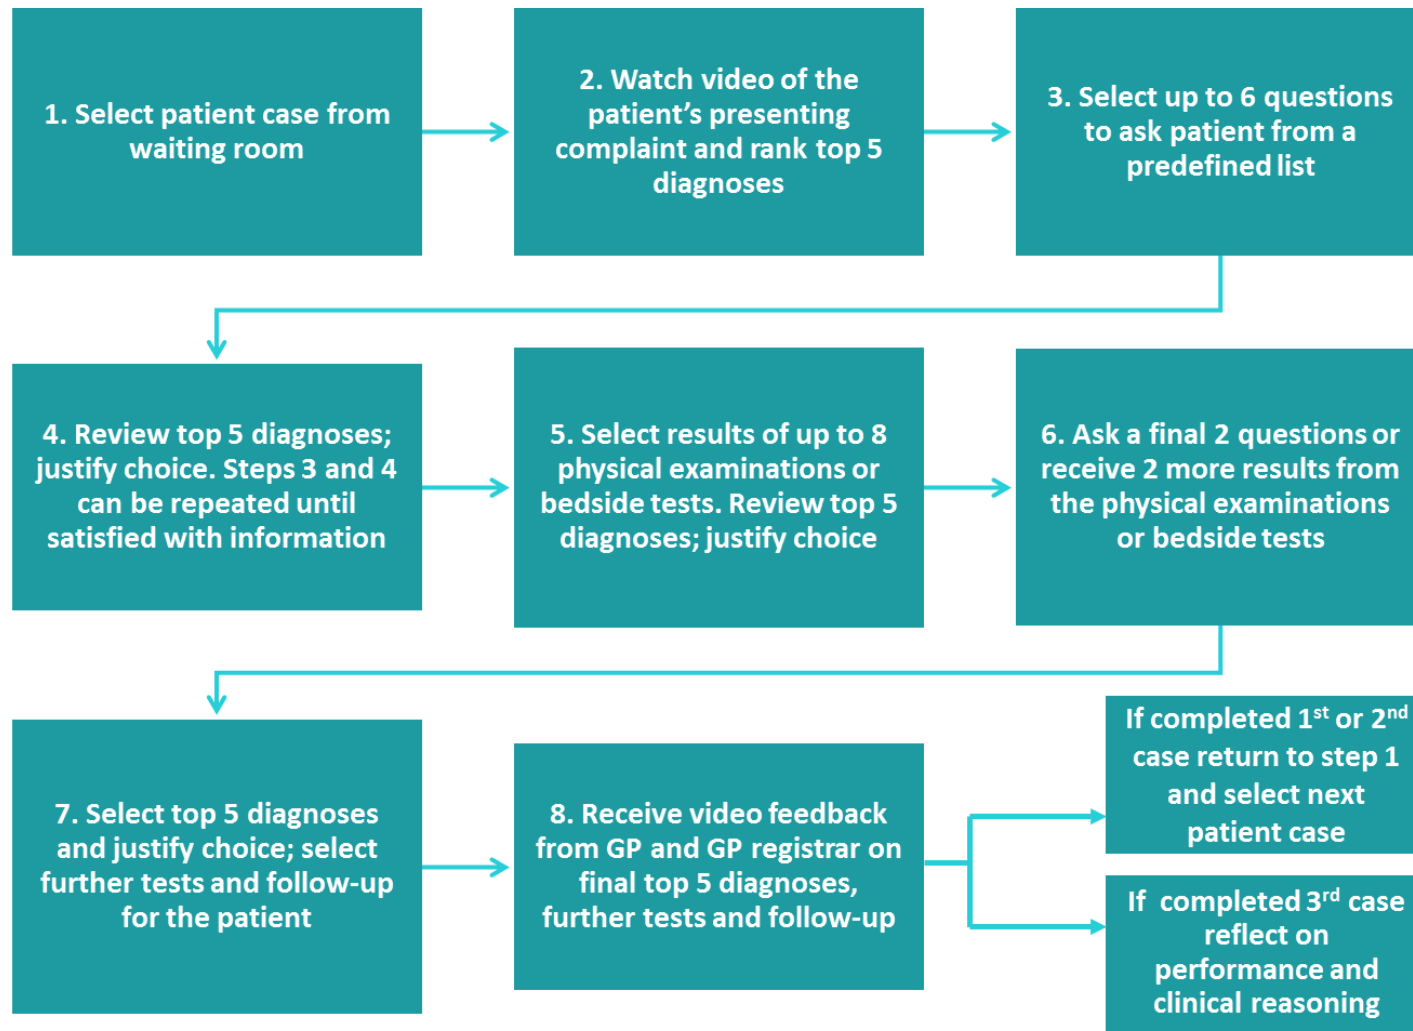 1. Select patient case from
waiting room
2. Watch video of the
patient’s presenting
complaint and rank top 5
diagnoses
3. Select up to 6 questions
to ask patient from a
predefined list
4. Review top 5 diagnoses;
justify choice. Steps 3 and 4
can be repeated until
satisfied with information
5. Select results of up to 8
physical examinations or
bedside tests. Review top 5
diagnoses; justify choice
6. Ask a final 2 questions or
receive 2 more results from
the physical examinations
or bedside tests
7. Select top 5 diagnoses
and justify choice; select
further tests and follow-up
for the patient
8. Receive video feedback
from GP and GP registrar on
final top 5 diagnoses,
further tests and follow-up
If completed 1st or 2nd
case return to step 1
and select next
patient case
If completed 3rd case
reflect on
performance and
clinical reasoning